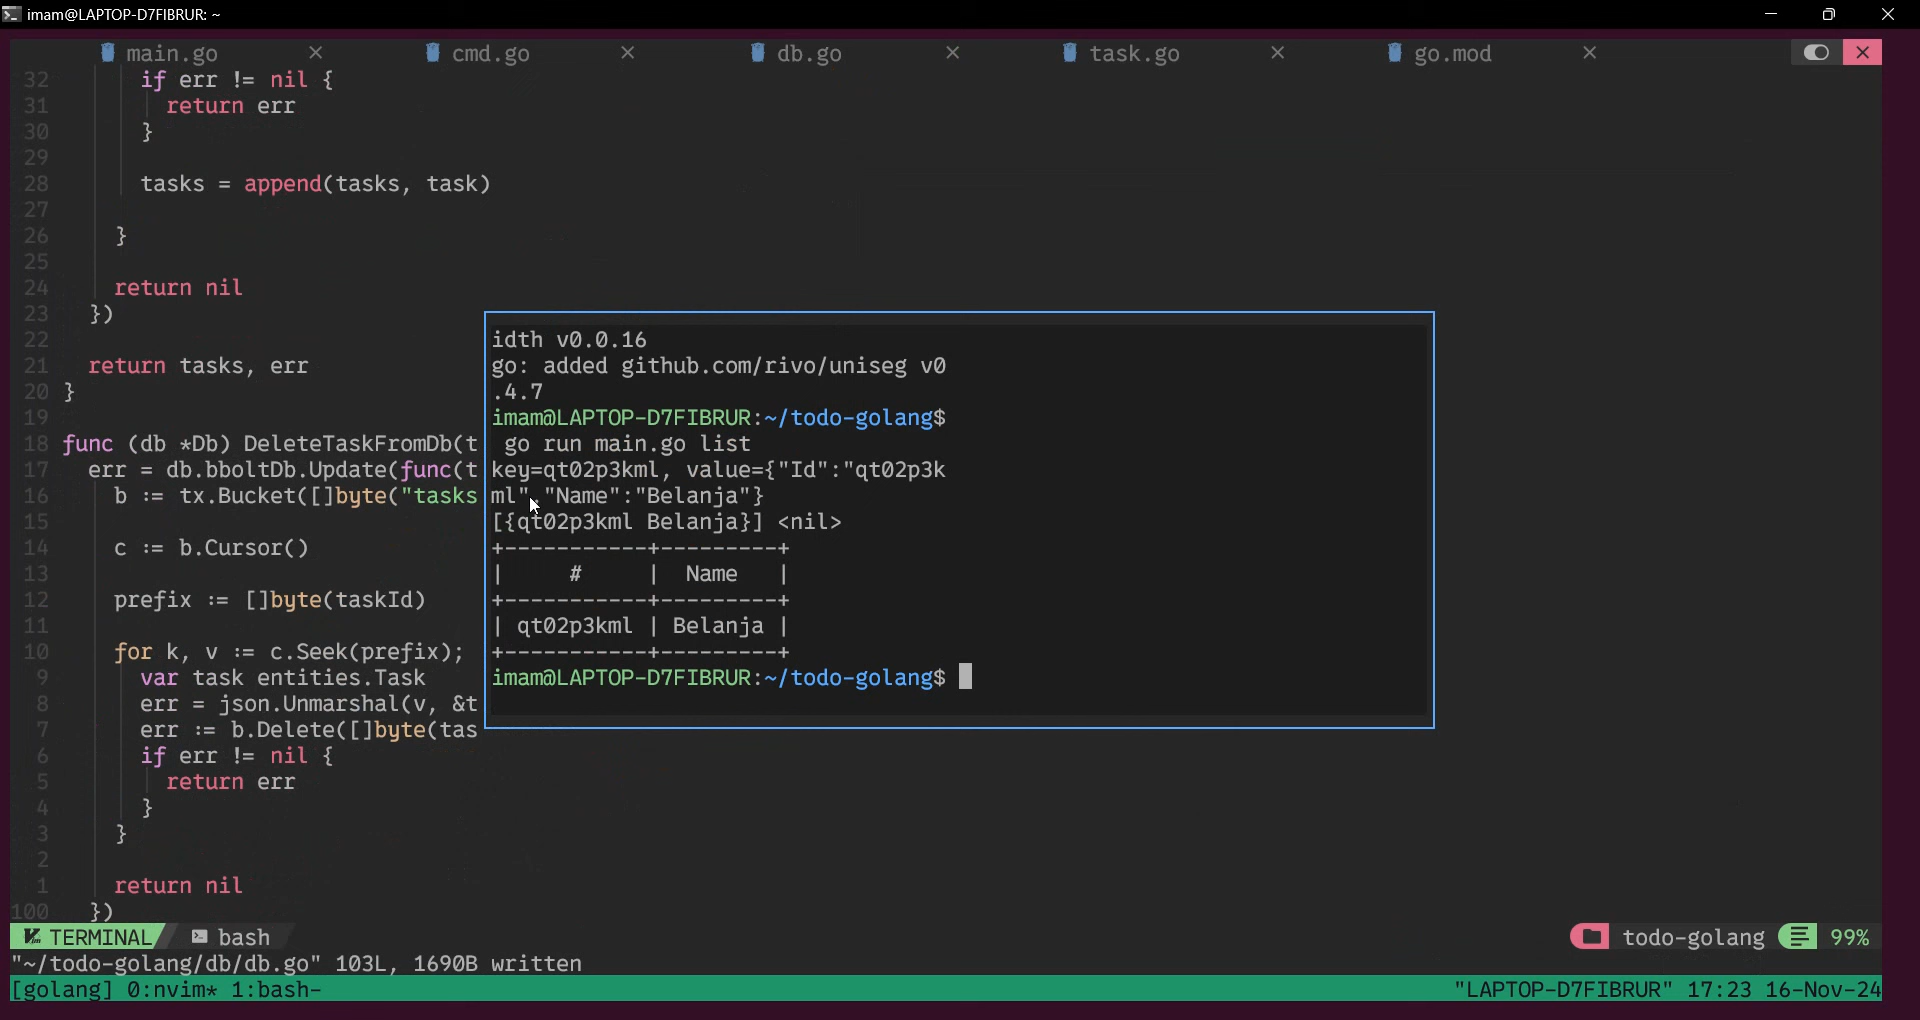 imam@LAPTOP-D7FIBRUR: ~
main.go × cmd.go × db.go × task.go × go.mod ×
32 if err != nil {
31 return err
30 }
29
28 tasks = append(tasks, task)
27
26 }
25
24 return nil
23 })
22
21 return tasks, err
20 }
19
18 func (db *Db) DeleteTaskFromDb(t
17 err = db.bboltDb.Update(func(t
16 b := tx.Bucket([]byte("tasks
15
14 c := b.Cursor()
13
12 prefix := []byte(taskId)
11
10 for k, v := c.Seek(prefix);
9 var task entities.Task
8 err = json.Unmarshal(v, &t
7 err := b.Delete([]byte(tas
6 if err != nil {
5 return err
4 }
3 }
2
1 return nil
100 })
idth v0.0.16
go: added github.com/rivo/uniseg v0
.4.7
imam@LAPTOP-D7FIBRUR:~/todo-golang$
go run main.go list
key=qt02p3kml, value={"Id":"qt02p3k
ml","Name":"Belanja"}
[{qt02p3kml Belanja}] <nil>
+-----------+---------+
| # | Name |
+-----------+---------+
| qt02p3kml | Belanja |
+-----------+---------+
imam@LAPTOP-D7FIBRUR:~/todo-golang$
TERMINAL bash todo-golang 99%
"~/todo-golang/db/db.go" 103L, 1690B written
[golang] 0:nvim* 1:bash- "LAPTOP-D7FIBRUR" 17:23 16-Nov-24